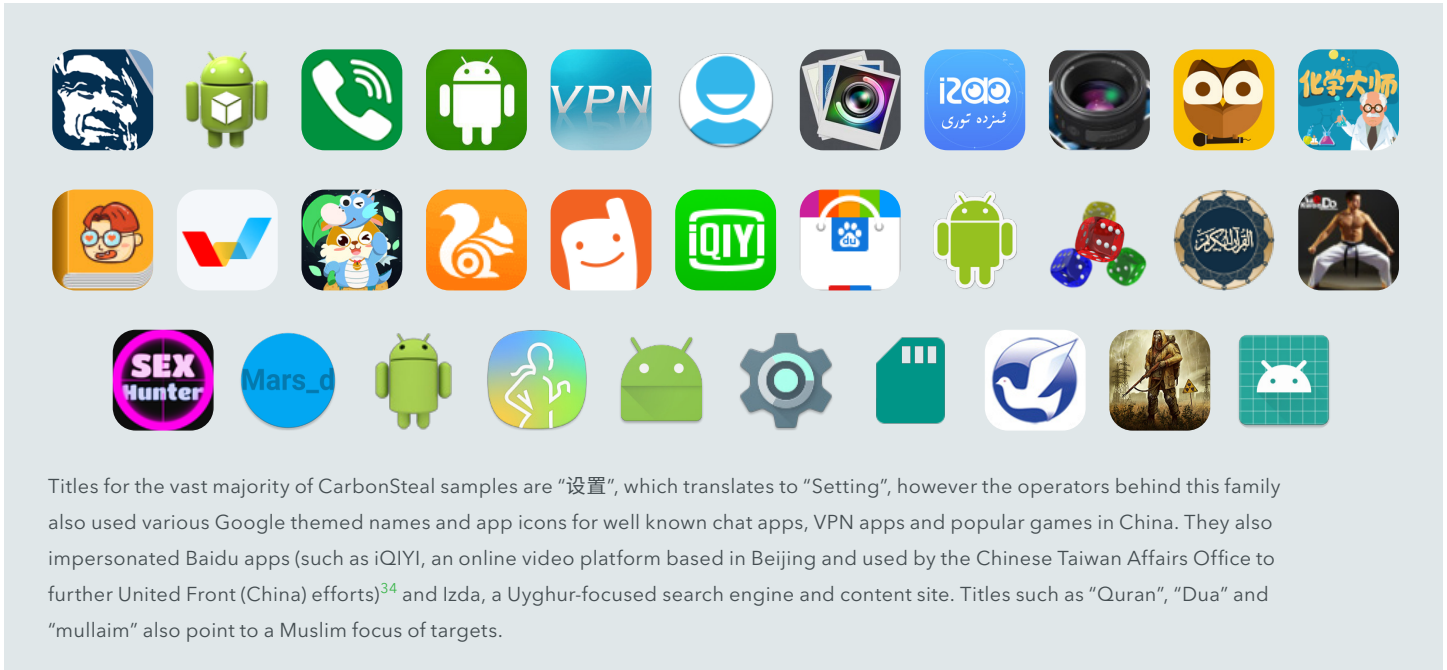 VPN
izda
ئىزدە تورى
化学大师
iQIYI
du
KarateDo
القرآن الكريم
SEX
Hunter
Mars_d
Titles for the vast majority of CarbonSteal samples are “设置”, which translates to “Setting”, however the operators behind this family
also used various Google themed names and app icons for well known chat apps, VPN apps and popular games in China. They also
impersonated Baidu apps (such as iQIYI, an online video platform based in Beijing and used by the Chinese Taiwan Affairs Office to
further United Front (China) efforts)34 and Izda, a Uyghur-focused search engine and content site. Titles such as “Quran”, “Dua” and
“mullaim” also point to a Muslim focus of targets.